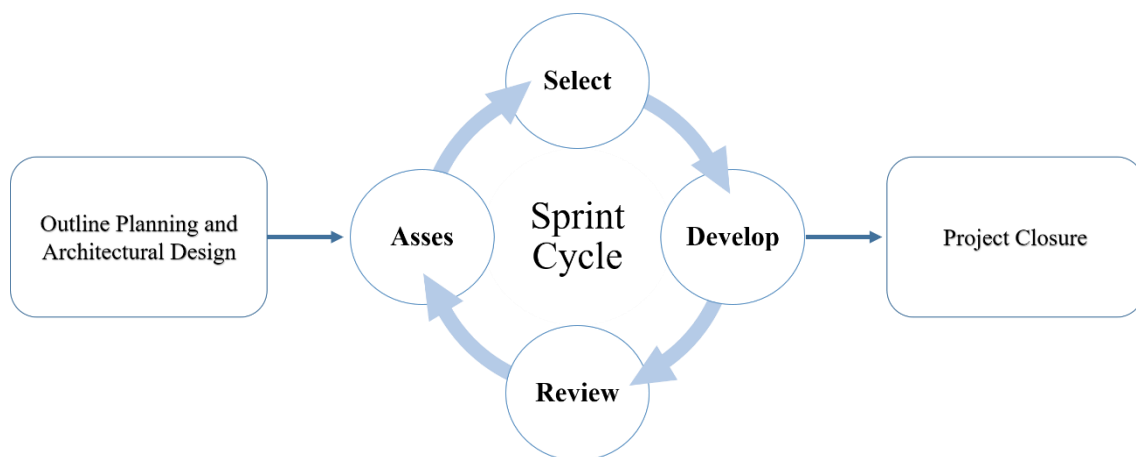 Select
Outline Planning and
Architectural Design
Asses
Sprint
Cycle
Develop
Project Closure
Review